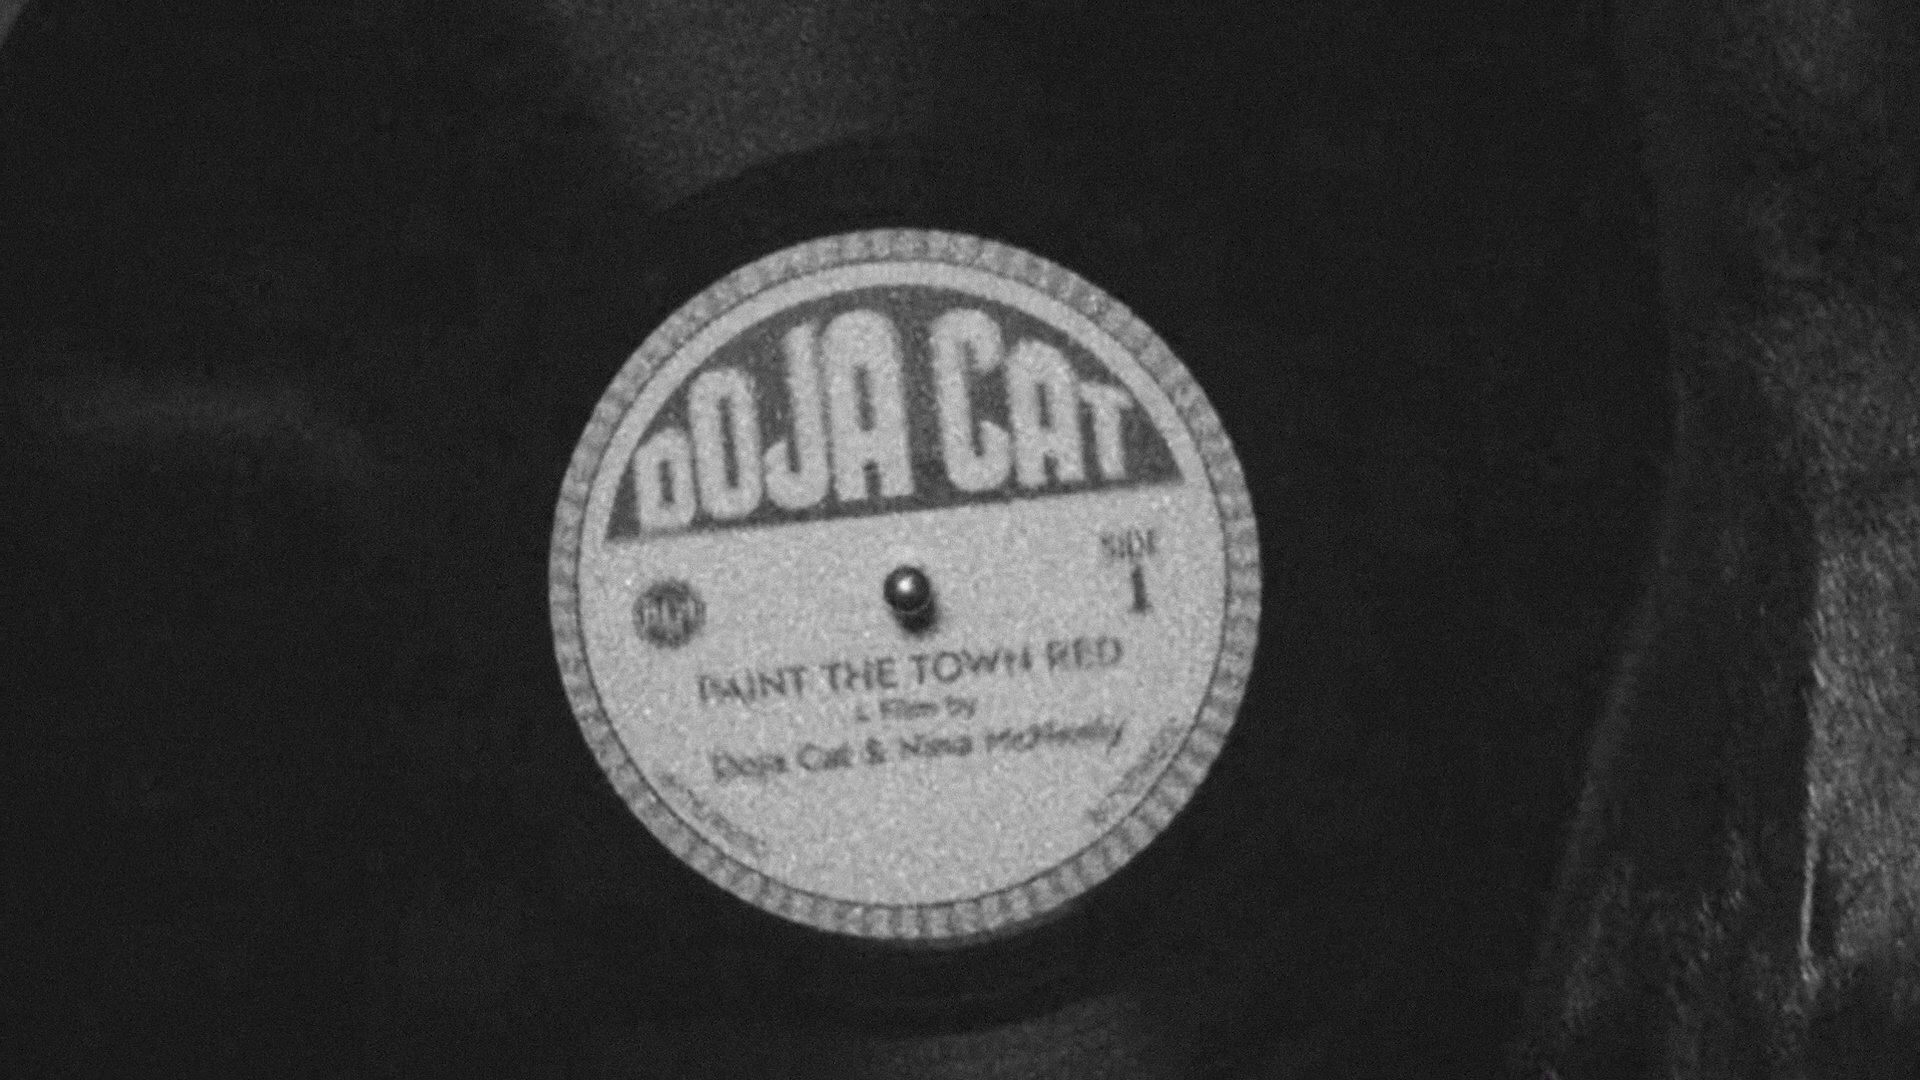 DOJA CAT
SIDE
1
PAINT THE TOWN RED
a Film by
Doja Cat & Nina McNeely